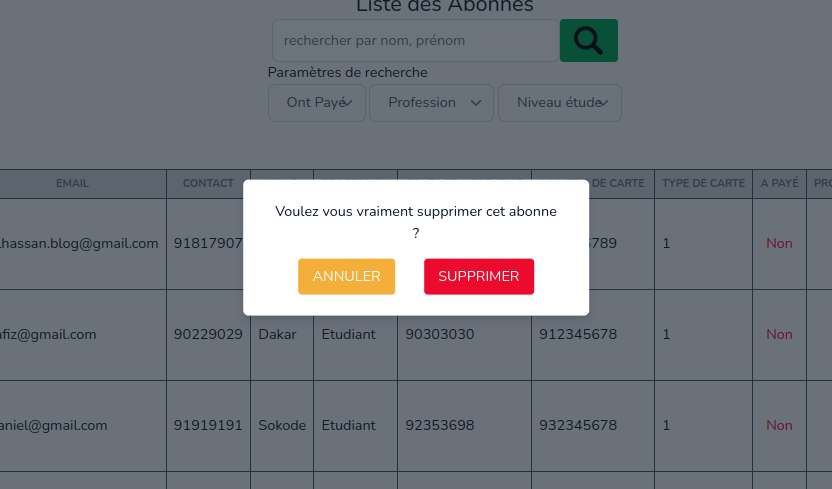 Liste des Abonnés
rechercher par nom, prénom
Paramètres de recherche
Ont Payé Profession Niveau étude
EMAIL CONTACT DE CARTE TYPE DE CARTE A PAYÉ
Voulez vous vraiment supprimer cet abonne
?
ANNULER SUPPRIMER
hassan.blog@gmail.com 91817907 6789 1 Non
afiz@gmail.com 90229029 Dakar Etudiant 90303030 912345678 1 Non
aniel@gmail.com 91919191 Sokode Etudiant 92353698 932345678 1 Non